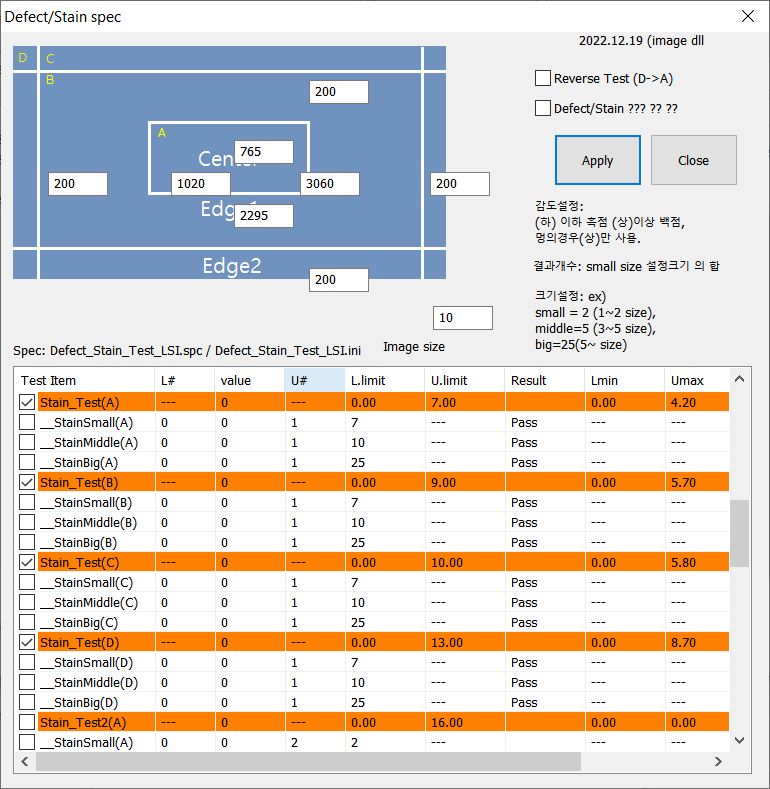 Defect/Stain spec
2022.12.19 (image dll
D
C
B
200
Reverse Test (D->A)
Defect/Stain ??? ?? ??
A
765
Center
200
1020
3060
200
Apply
Close
Edge1
2295
감도설정:
(하) 이하 흑점 (상)이상 백점,
멍의경우(상)만 사용.
Edge2
200
결과개수: small size 설정크기 의 합
크기설정: ex)
small = 2 (1~2 size),
middle=5 (3~5 size),
big=25(5~ size)
10
Spec: Defect_Stain_Test_LSI.spc / Defect_Stain_Test_LSI.ini
Image size
Test Item L# value U# L.limit U.limit Result Lmin Umax
Stain_Test(A) --- 0 --- 0.00 7.00 0.00 4.20
__StainSmall(A) 0 0 1 7 --- Pass --- ---
__StainMiddle(A) 0 0 1 10 --- Pass --- ---
__StainBig(A) 0 0 1 25 --- Pass --- ---
Stain_Test(B) --- 0 --- 0.00 9.00 0.00 5.70
__StainSmall(B) 0 0 1 7 --- Pass --- ---
__StainMiddle(B) 0 0 1 10 --- Pass --- ---
__StainBig(B) 0 0 1 25 --- Pass --- ---
Stain_Test(C) --- 0 --- 0.00 10.00 0.00 5.80
__StainSmall(C) 0 0 1 7 --- Pass --- ---
__StainMiddle(C) 0 0 1 10 --- Pass --- ---
__StainBig(C) 0 0 1 25 --- Pass --- ---
Stain_Test(D) --- 0 --- 0.00 13.00 0.00 8.70
__StainSmall(D) 0 0 1 7 --- Pass --- ---
__StainMiddle(D) 0 0 1 10 --- Pass --- ---
__StainBig(D) 0 0 1 25 --- Pass --- ---
Stain_Test2(A) --- 0 --- 0.00 16.00 0.00 0.00
__StainSmall(A) 0 0 2 2 --- --- ---